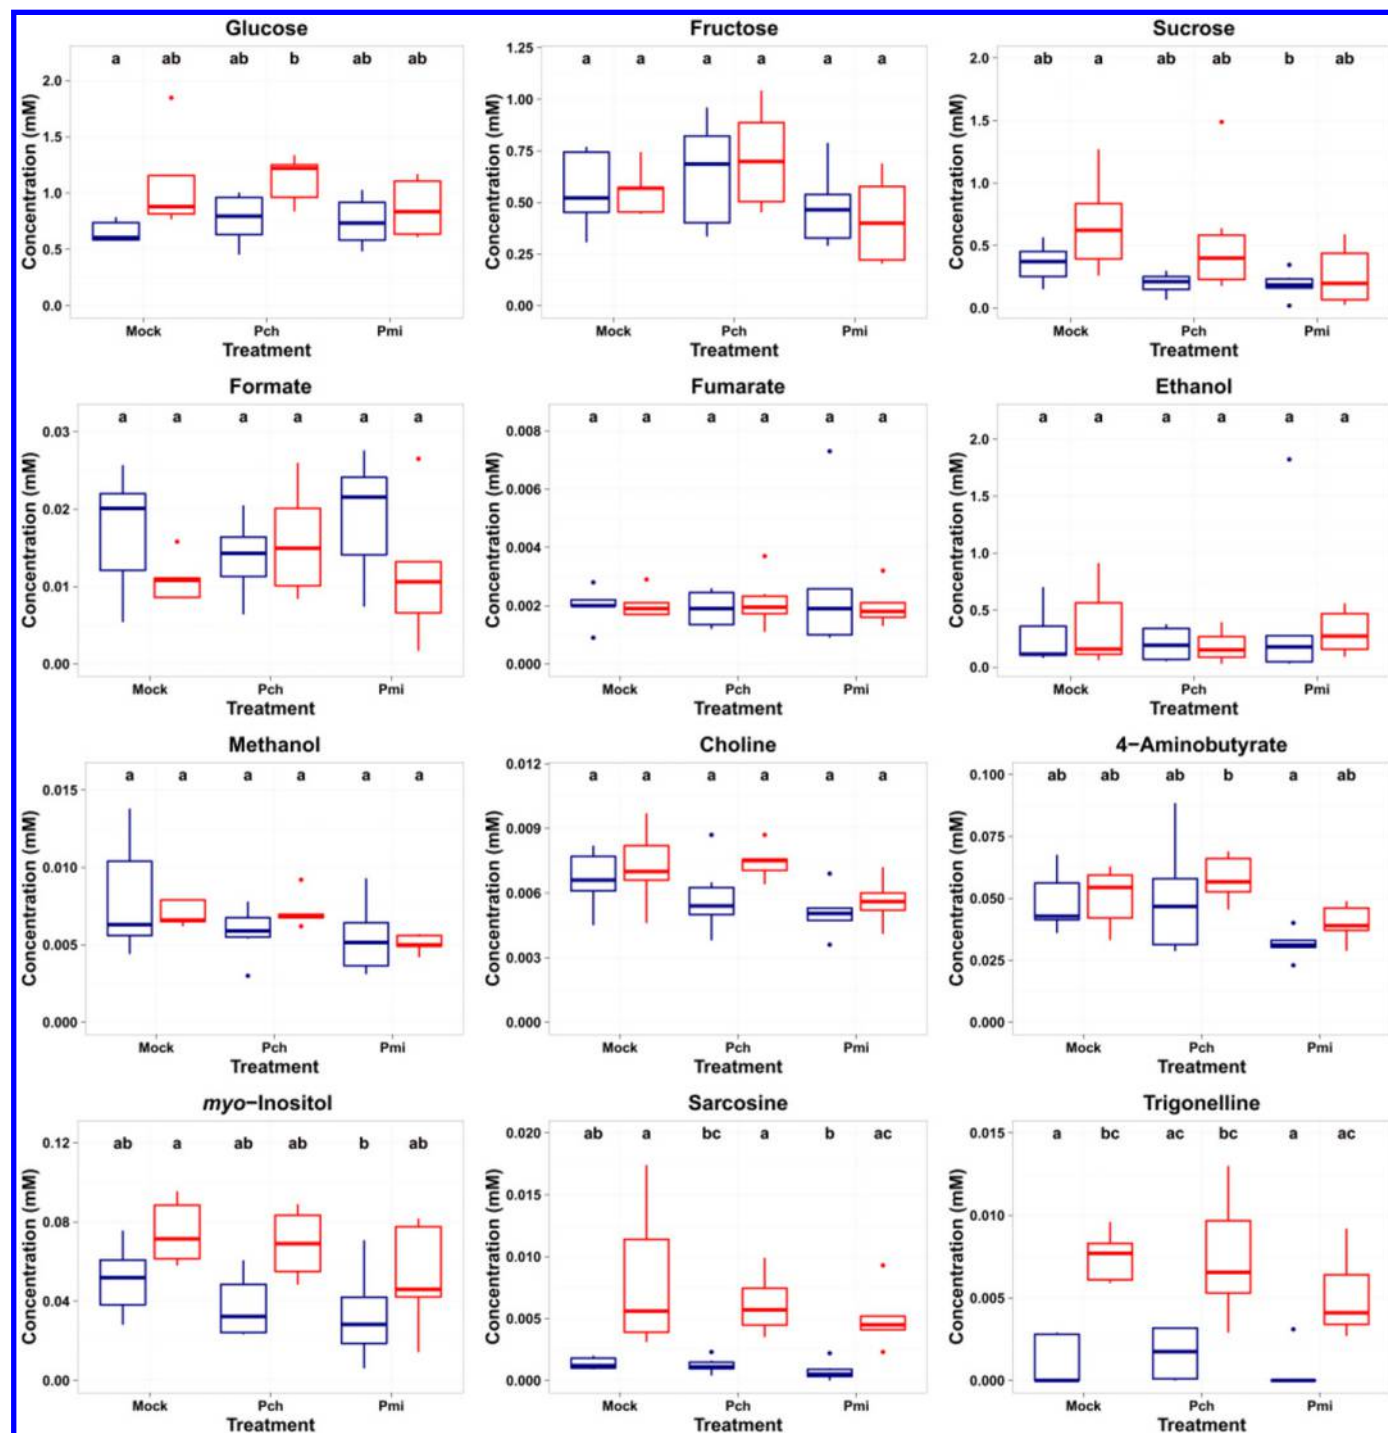 Glucose
Fructose
Sucrose
a ab ab b ab ab
a a a a a a
ab a ab ab b ab
Concentration (mM)
2.0
1.5
1.0
0.5
0.0
Concentration (mM)
1.25
1.00
0.75
0.50
0.25
0.00
Concentration (mM)
2.0
1.5
1.0
0.5
0.0
Mock Pch Pmi
Mock Pch Pmi
Mock Pch Pmi
Treatment
Treatment
Treatment
Formate
Fumarate
Ethanol
a a a a a a
a a a a a a
a a a a a a
Concentration (mM)
0.03
0.02
0.01
0.00
Concentration (mM)
0.008
0.006
0.004
0.002
0.000
Concentration (mM)
2.0
1.5
1.0
0.5
0.0
Mock Pch Pmi
Mock Pch Pmi
Mock Pch Pmi
Treatment
Treatment
Treatment
Methanol
Choline
4−Aminobutyrate
a a a a a a
a a a a a a
ab ab ab b a ab
Concentration (mM)
0.015
0.010
0.005
0.000
Concentration (mM)
0.012
0.009
0.006
0.003
0.000
Concentration (mM)
0.100
0.075
0.050
0.025
0.000
Mock Pch Pmi
Mock Pch Pmi
Mock Pch Pmi
Treatment
Treatment
Treatment
myo−Inositol
Sarcosine
Trigonelline
ab a ab ab b ab
ab a bc a b ac
a bc ac bc a ac
Concentration (mM)
0.12
0.08
0.04
0.00
Concentration (mM)
0.020
0.015
0.010
0.005
0.000
Concentration (mM)
0.015
0.010
0.005
0.000
Mock Pch Pmi
Mock Pch Pmi
Mock Pch Pmi
Treatment
Treatment
Treatment